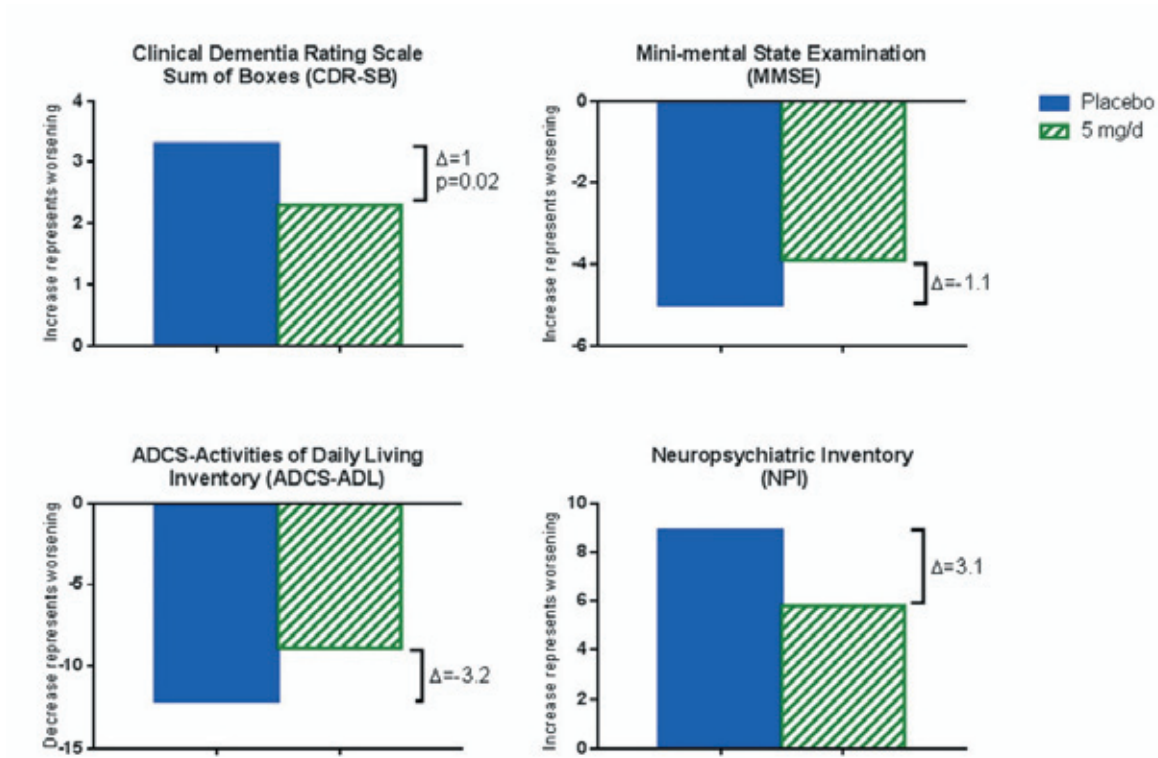 Clinical Dementia Rating Scale
Sum of Boxes (CDR-SB)
Increase represents worsening
4
3
2
1
0
Δ=1
p=0.02
Mini-mental State Examination
(MMSE)
Increase represents worsening
0
-2
-4
-6
Δ=-1.1
Placebo
5 mg/d
ADCS-Activities of Daily Living
Inventory (ADCS-ADL)
Decrease represents worsening
0
-5
-10
-15
Δ=-3.2
Neuropsychiatric Inventory
(NPI)
Increase represents worsening
10
8
6
4
2
0
Δ=3.1